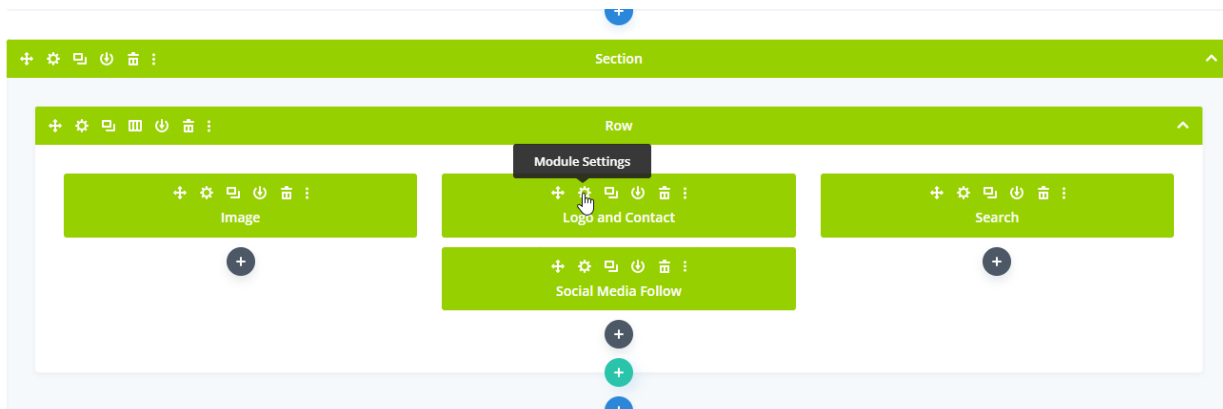 Section
Row
Module Settings
Image
Logo and Contact
Search
Social Media Follow